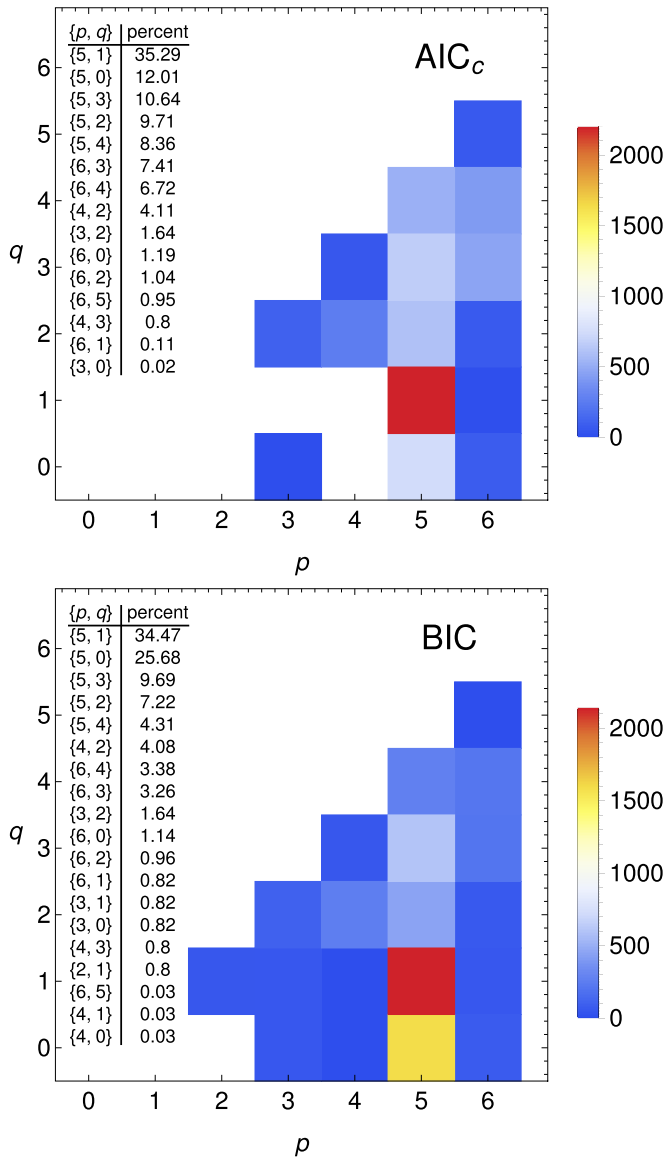 {p, q} percent
{5, 1} 35.29
{5, 0} 12.01
{5, 3} 10.64
{5, 2} 9.71
{5, 4} 8.36
{6, 3} 7.41
{6, 4} 6.72
{4, 2} 4.11
{3, 2} 1.64
{6, 0} 1.19
{6, 2} 1.04
{6, 5} 0.95
{4, 3} 0.8
{6, 1} 0.11
{3, 0} 0.02
AICc
6
5
4
3
2
1
0
q
0 1 2 3 4 5 6
p
2000
1500
1000
500
0
{p, q} percent
{5, 1} 34.47
{5, 0} 25.68
{5, 3} 9.69
{5, 2} 7.22
{5, 4} 4.31
{4, 2} 4.08
{6, 4} 3.38
{6, 3} 3.26
{3, 2} 1.64
{6, 0} 1.14
{6, 2} 0.96
{6, 1} 0.82
{3, 1} 0.82
{3, 0} 0.82
{4, 3} 0.8
{2, 1} 0.8
{6, 5} 0.03
{4, 1} 0.03
{4, 0} 0.03
BIC
6
5
4
3
2
1
0
q
0 1 2 3 4 5 6
p
2000
1500
1000
500
0